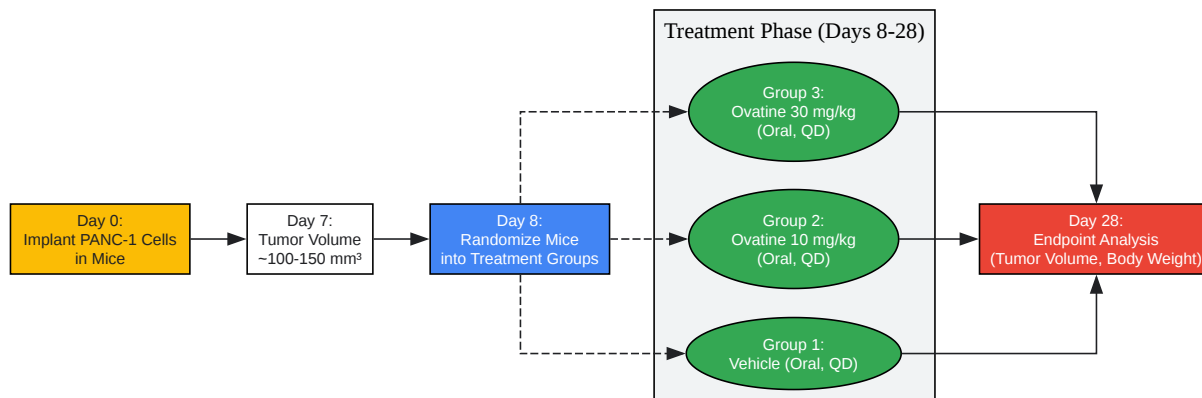 Treatment Phase (Days 8-28)
Group 3:
Ovatine 30 mg/kg
(Oral, QD)
Day 0:
Implant PANC-1 Cells
in Mice
Day 7:
Tumor Volume
~100-150 mm³
Day 8:
Randomize Mice
into Treatment Groups
Group 2:
Ovatine 10 mg/kg
(Oral, QD)
Day 28:
Endpoint Analysis
(Tumor Volume, Body Weight)
Group 1:
Vehicle (Oral, QD)